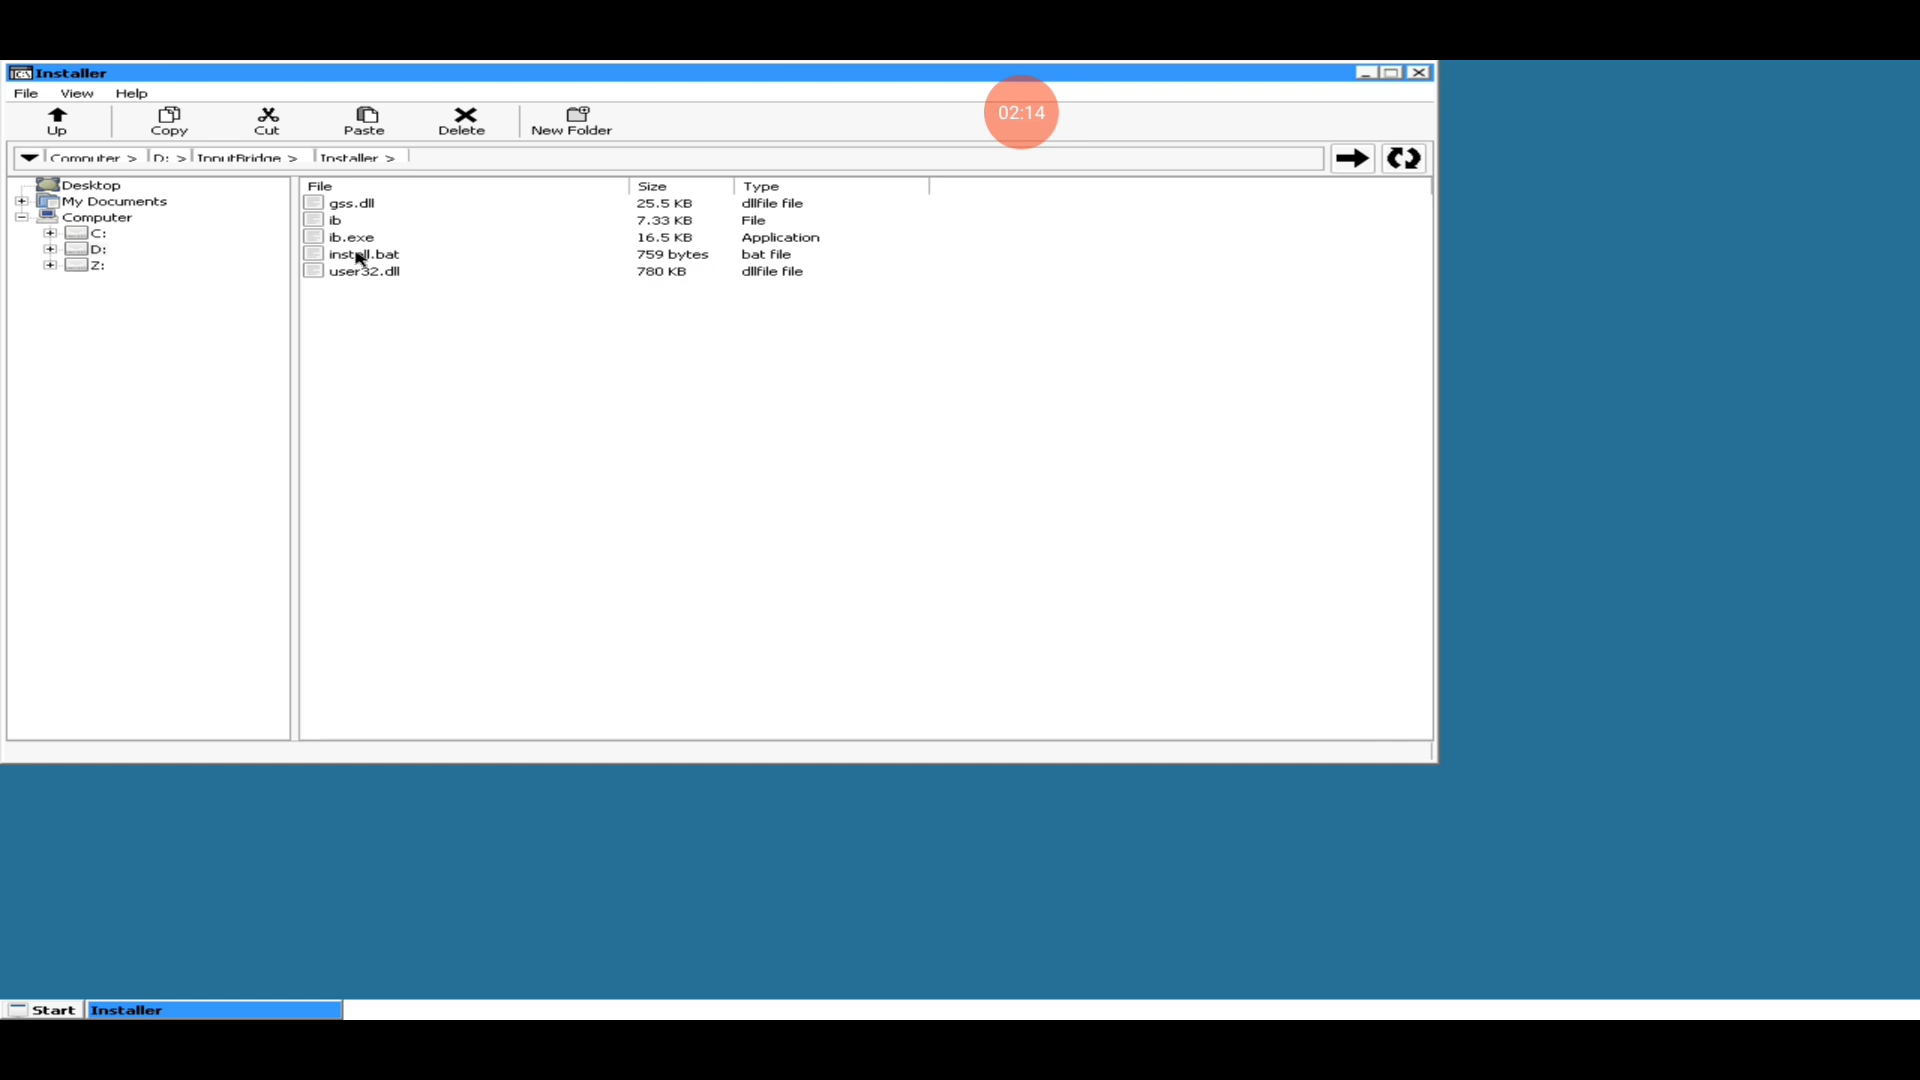 Installer
File View Help
02:14
Up Copy Cut Paste Delete New Folder
Computer > D: > InputBridge > Installer >
Desktop
My Documents
Computer
C:
D:
Z:
File Size Type
gss.dll 25.5 KB dllfile file
ib 7.33 KB File
ib.exe 16.5 KB Application
install.bat 759 bytes bat file
user32.dll 780 KB dllfile file
Start Installer